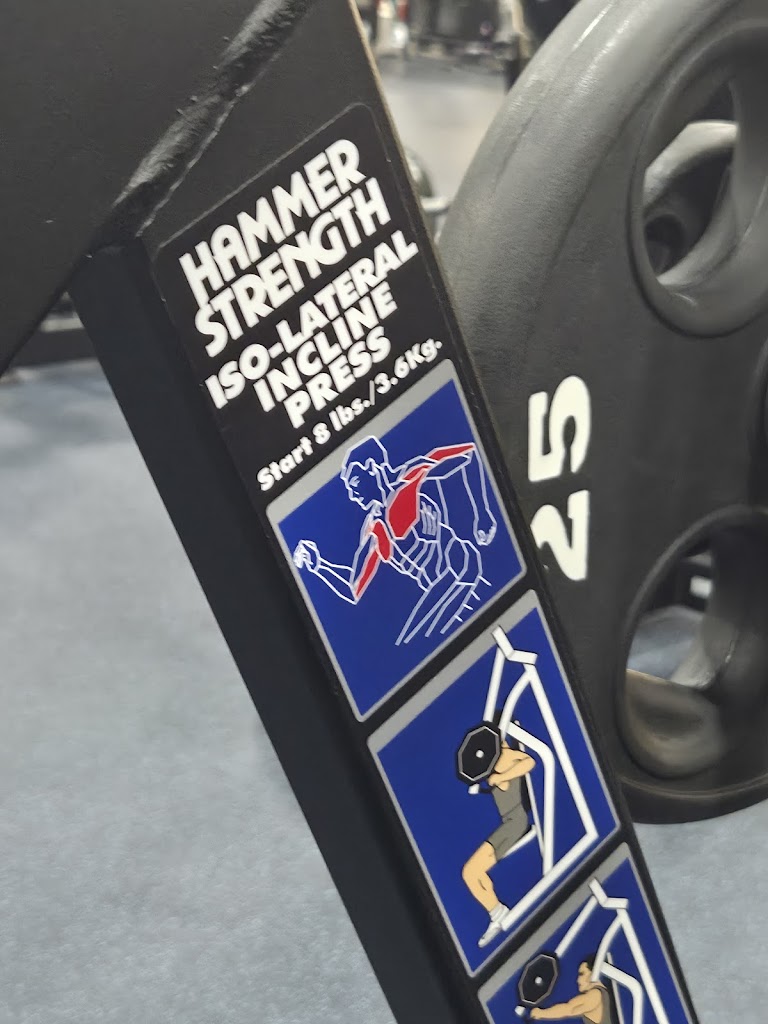 HAMMER
STRENGTH
ISO-LATERAL
INCLINE
PRESS
Start 8 lbs./3.6Kg.
25